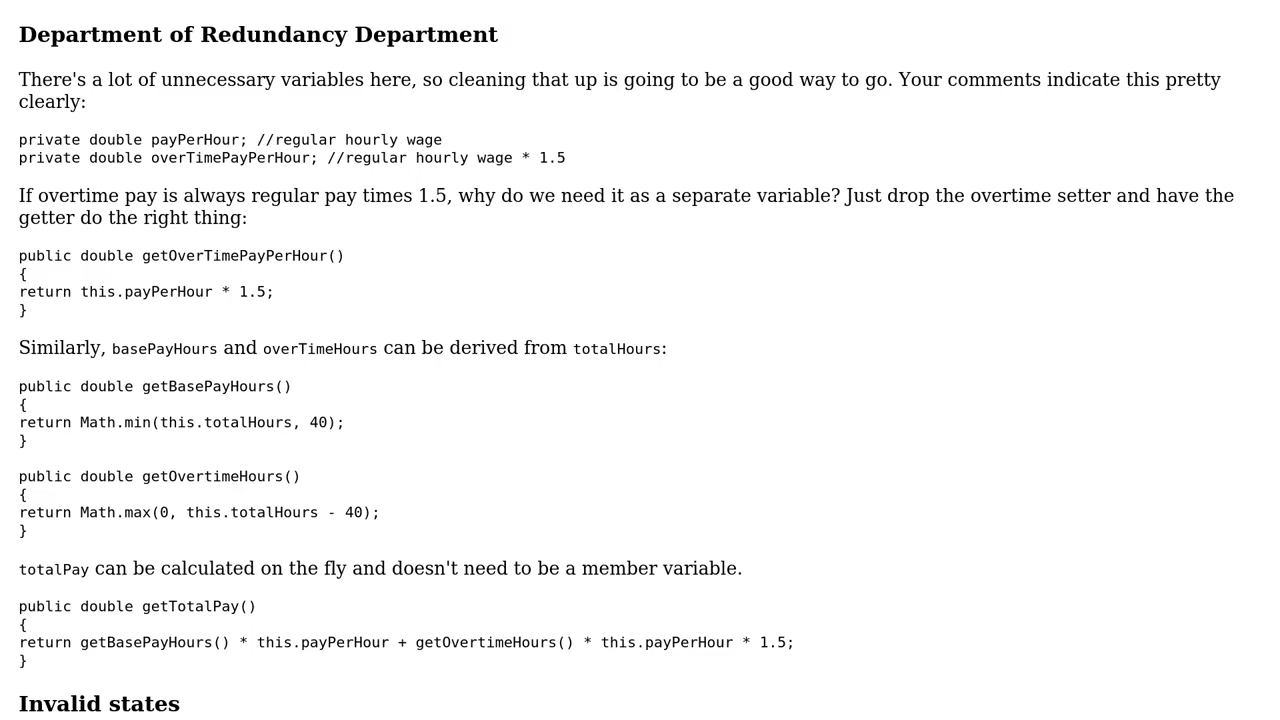 Department of Redundancy Department
There's a lot of unnecessary variables here, so cleaning that up is going to be a good way to go. Your comments indicate this pretty
clearly:
private double payPerHour; //regular hourly wage
private double overTimePayPerHour; //regular hourly wage * 1.5
If overtime pay is always regular pay times 1.5, why do we need it as a separate variable? Just drop the overtime setter and have the
getter do the right thing:
public double getOverTimePayPerHour()
{
return this.payPerHour * 1.5;
}
Similarly, basePayHours and overTimeHours can be derived from totalHours:
public double getBasePayHours()
{
return Math.min(this.totalHours, 40);
}
public double getOvertimeHours()
{
return Math.max(0, this.totalHours - 40);
}
totalPay can be calculated on the fly and doesn't need to be a member variable.
public double getTotalPay()
{
return getBasePayHours() * this.payPerHour + getOvertimeHours() * this.payPerHour * 1.5;
}
Invalid states